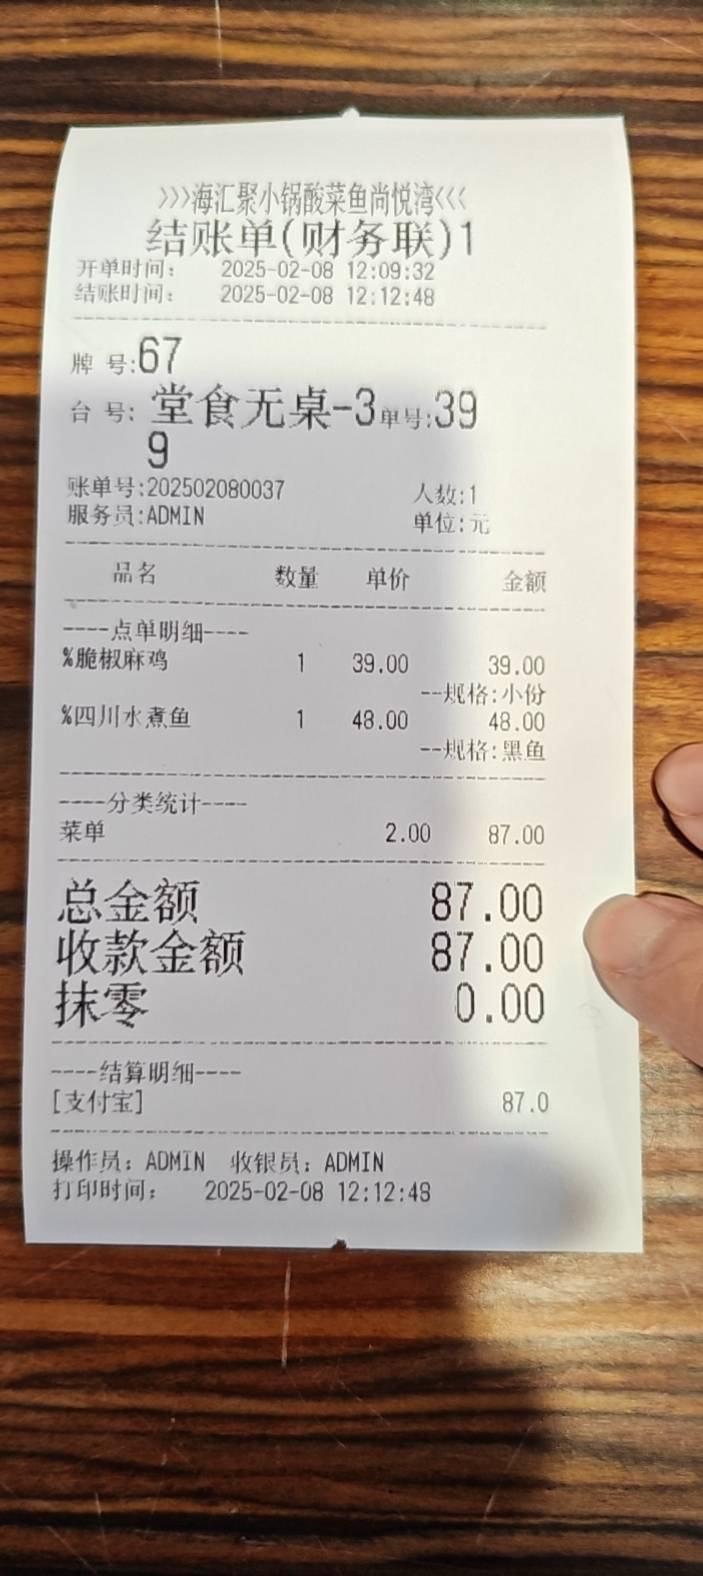 >>>海汇聚小锅酸菜鱼尚悦湾<<<
结账单(财务联)1
开单时间: 2025-02-08 12:09:32
结账时间: 2025-02-08 12:12:48
牌 号:67
台 号: 堂食无桌-3单号:39
9
账单号:202502080037 人数:1
服务员:ADMIN 单位:元
品名 数量 单价 金额
----点单明细----
%脆椒麻鸡 1 39.00 39.00
--规格:小份
%四川水煮鱼 1 48.00 48.00
--规格:黑鱼
----分类统计----
菜单 2.00 87.00
总金额 87.00
收款金额 87.00
抹零 0.00
----结算明细----
[支付宝] 87.0
操作员: ADMIN 收银员: ADMIN
打印时间: 2025-02-08 12:12:48